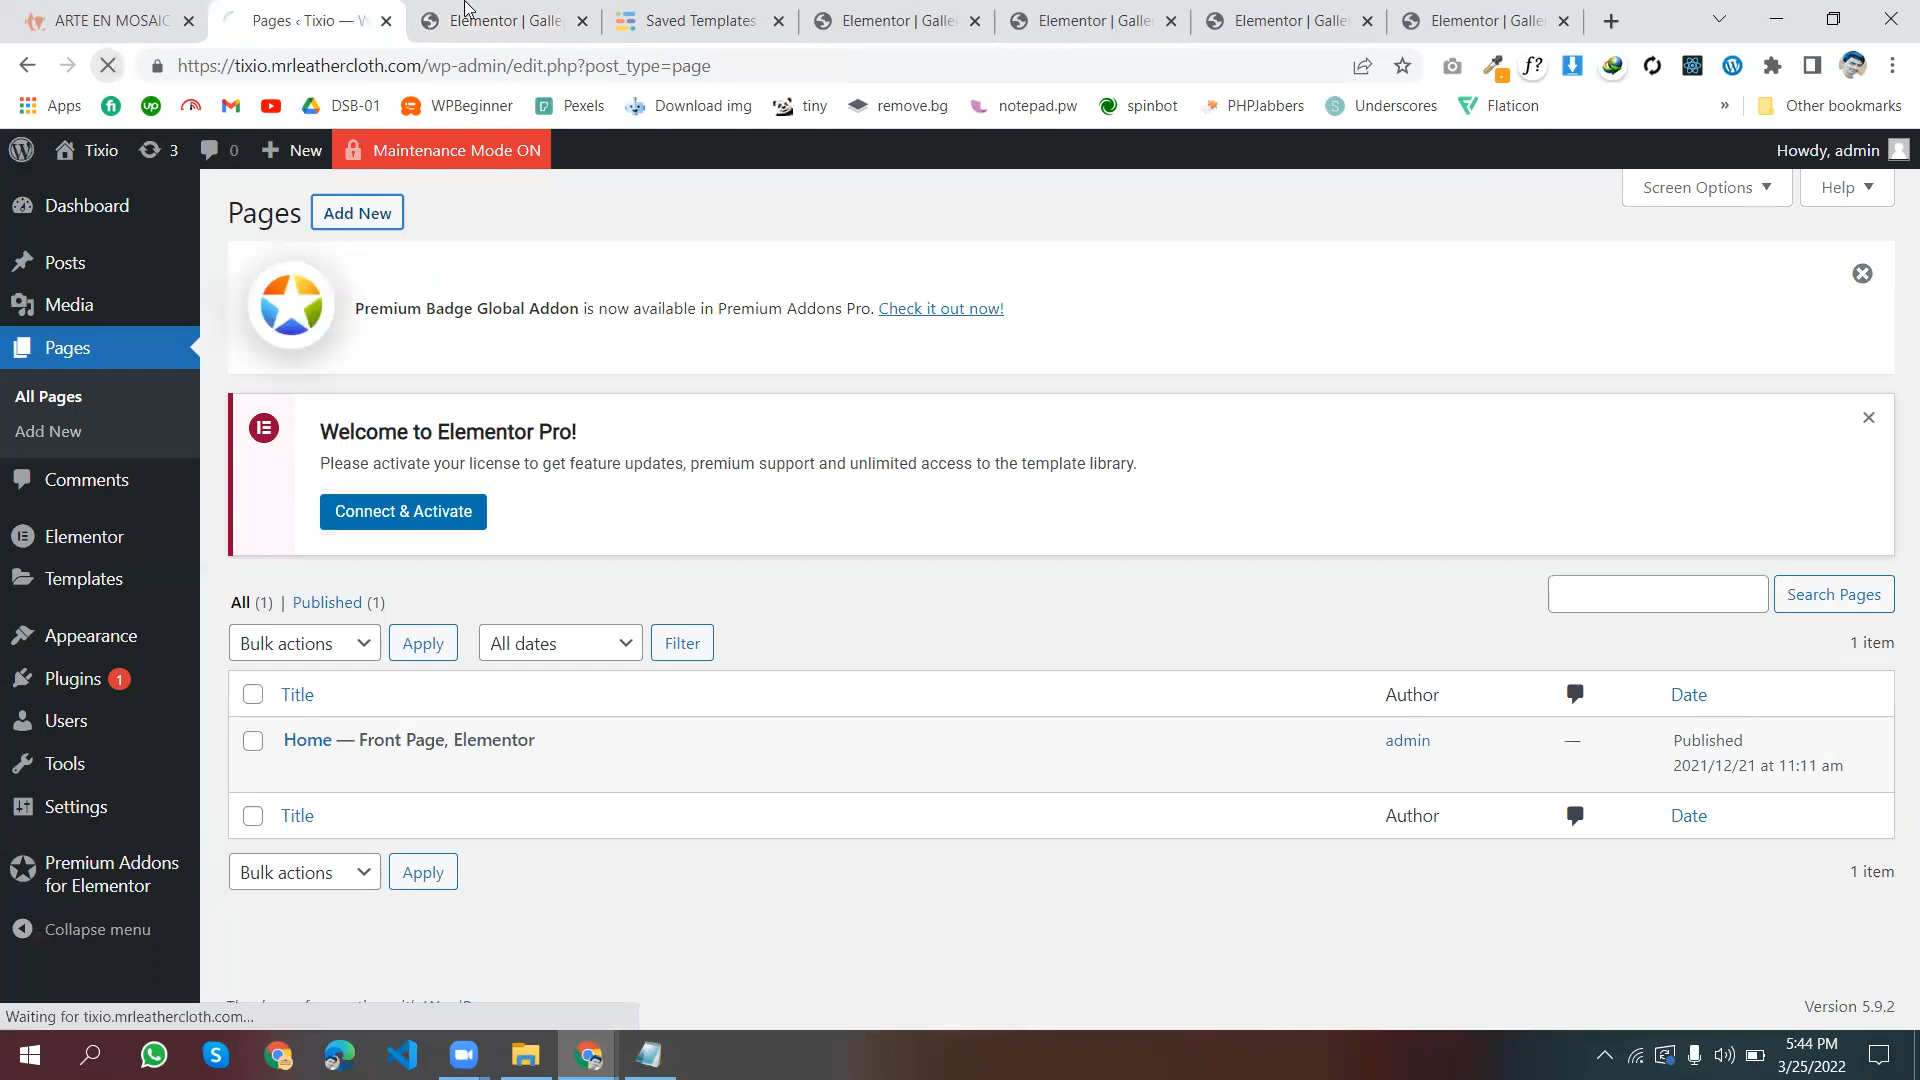 ARTE EN MOSAIC
Pages ‹ Tixio — W
Elementor | Galle
Saved Templates
Elementor | Galle
Elementor | Galle
Elementor | Galle
Elementor | Galle
https://tixio.mrleathercloth.com/wp-admin/edit.php?post_type=page
Apps
DSB-01
WPBeginner
Pexels
Download img
tiny
remove.bg
notepad.pw
spinbot
PHPJabbers
Underscores
Flaticon
»
Other bookmarks
Tixio
3
0
New
Maintenance Mode ON
Howdy, admin
Dashboard
Posts
Media
Pages
All Pages
Add New
Comments
Elementor
Templates
Appearance
Plugins 1
Users
Tools
Settings
Premium Addons
for Elementor
Collapse menu
Screen Options
Help
Pages
Add New
Premium Badge Global Addon is now available in Premium Addons Pro. Check it out now!
Welcome to Elementor Pro!
Please activate your license to get feature updates, premium support and unlimited access to the template library.
Connect & Activate
All (1) | Published (1)
Search Pages
Bulk actions
Apply
All dates
Filter
1 item
Title
Author
Date
Home — Front Page, Elementor
admin
—
Published
2021/12/21 at 11:11 am
Title
Author
Date
Bulk actions
Apply
1 item
Version 5.9.2
Waiting for tixio.mrleathercloth.com...
5:44 PM
3/25/2022